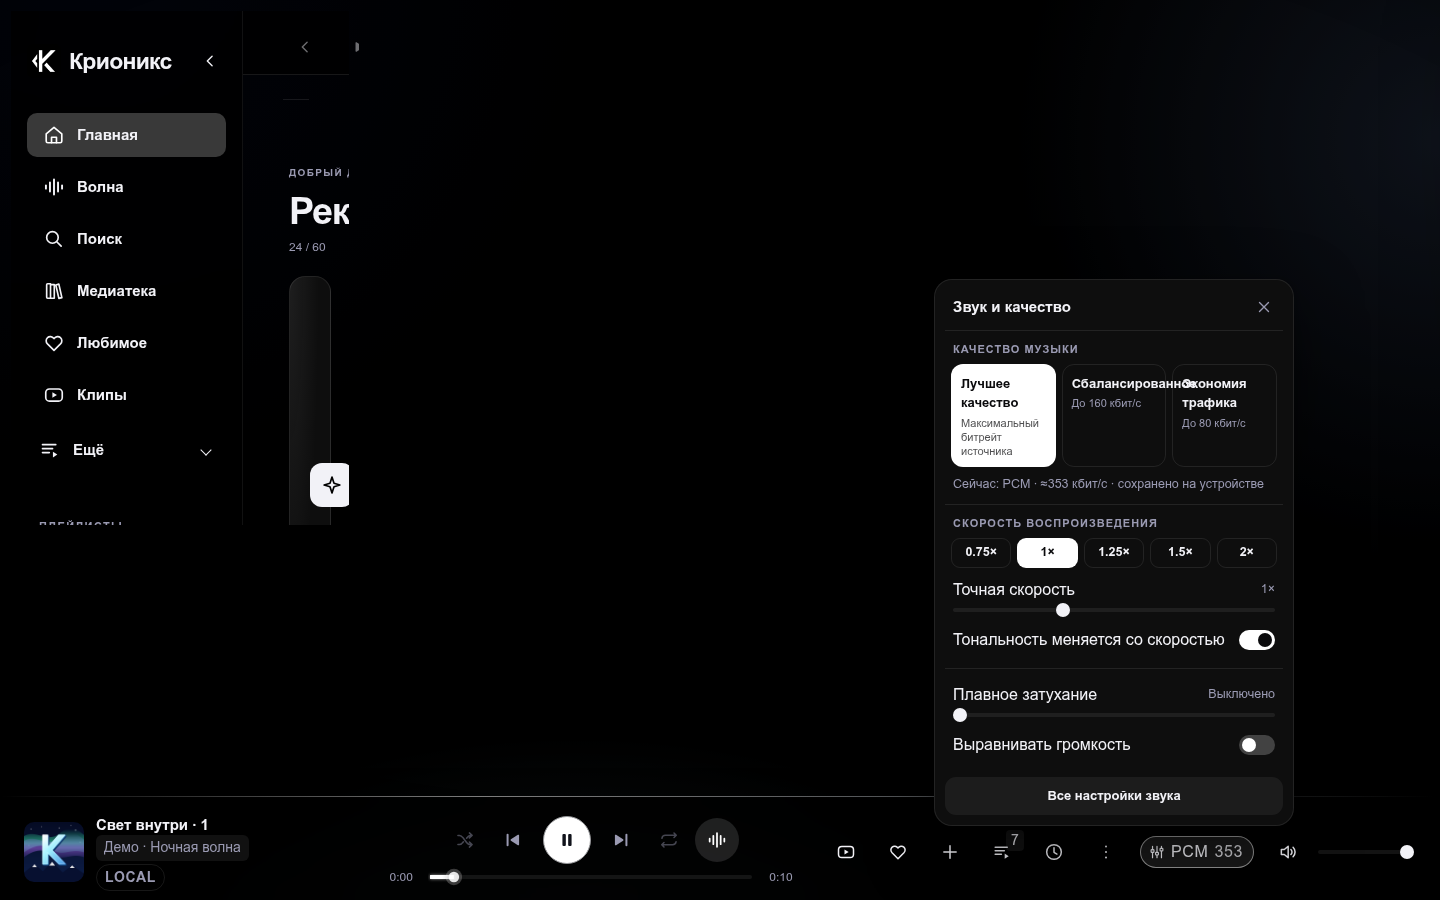 Крионикс
Главная
Волна
Поиск
Медиатека
Любимое
Клипы
Ещё
ДОБРЫЙ
Рек
24 / 60
Звук и качество
КАЧЕСТВО МУЗЫКИ
Лучшее качество
Максимальный битрейт источника
Сбалансированное
До 160 кбит/с
Экономия трафика
До 80 кбит/с
Сейчас: PCM · ≈353 кбит/с · сохранено на устройстве
СКОРОСТЬ ВОСПРОИЗВЕДЕНИЯ
0.75× 1× 1.25× 1.5× 2×
Точная скорость 1×
Тональность меняется со скоростью
Плавное затухание Выключено
Выравнивать громкость
Все настройки звука
Свет внутри · 1
Демо · Ночная волна
LOCAL
0:00 0:10
7
PCM 353